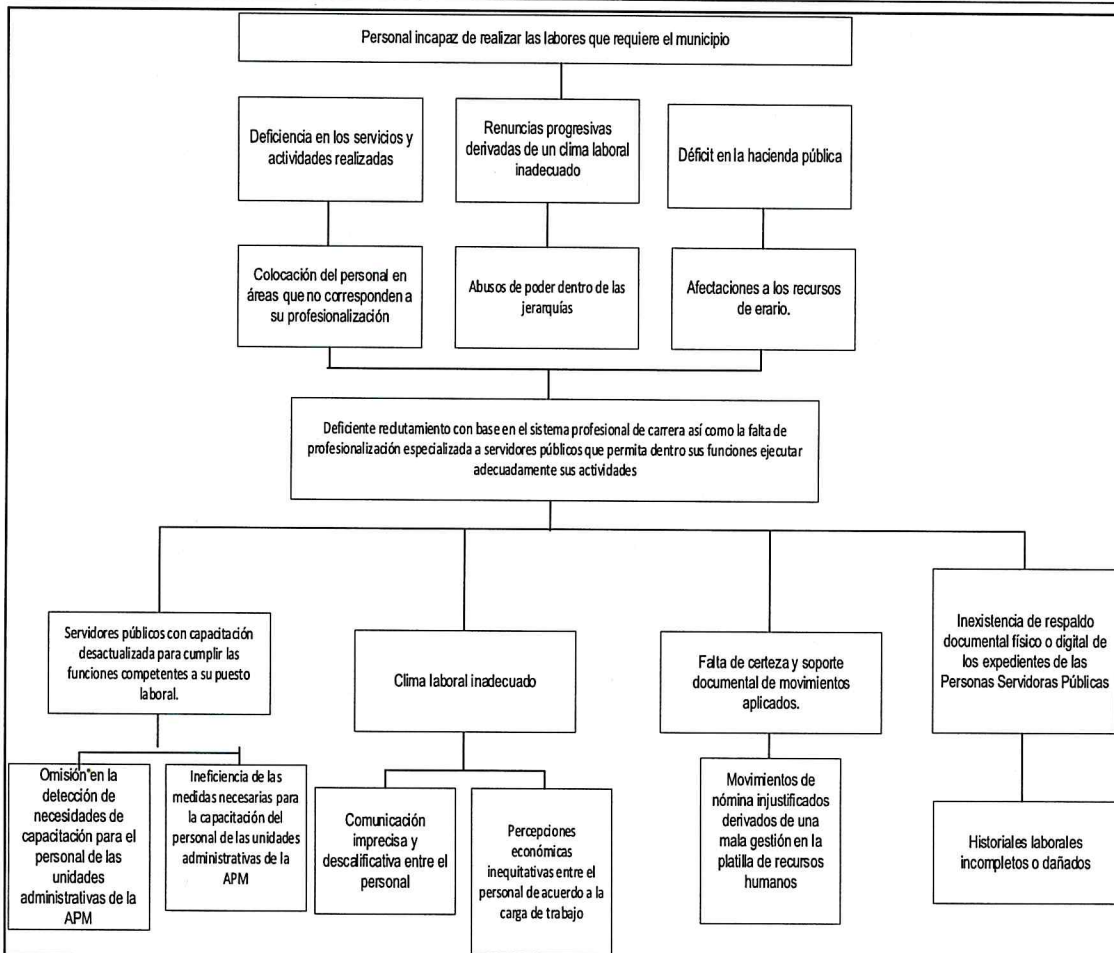 Personal incapaz de realizar las labores que requiere el municipio
Deficiencia en los servicios y
actividades realizadas
Renuncias progresivas
derivadas de un clima laboral
inadecuado
Déficit en la hacienda pública
Colocación del personal en
áreas que no corresponden a
su profesionalización
Abusos de poder dentro de las
jerarquías
Afectaciones a los recursos
de erario.
Deficiente reclutamiento con base en el sistema profesional de carrera así como la falta de
profesionalización especializada a servidores públicos que permita dentro sus funciones ejecutar
adecuadamente sus actividades
Servidores públicos con capacitación
desactualizada para cumplir las
funciones competentes a su puesto
laboral.
Clima laboral inadecuado
Falta de certeza y soporte
documental de movimientos
aplicados.
Inexistencia de respaldo
documental físico o digital de
los expedientes de las
Personas Servidoras Públicas
Omisión en la
detección de
necesidades de
capacitación para el
personal de las
unidades
administrativas de la
APM
Ineficiencia de las
medidas necesarias para
la capacitación del
personal de las unidades
administrativas de la
APM
Comunicación
imprecisa y
descalificativa entre el
personal
Percepciones
económicas
inequitativas entre el
personal de acuerdo a la
carga de trabajo
Movimientos de
nómina injustificados
derivados de una
mala gestión en la
platilla de recursos
humanos
Historiales laborales
incompletos o dañados